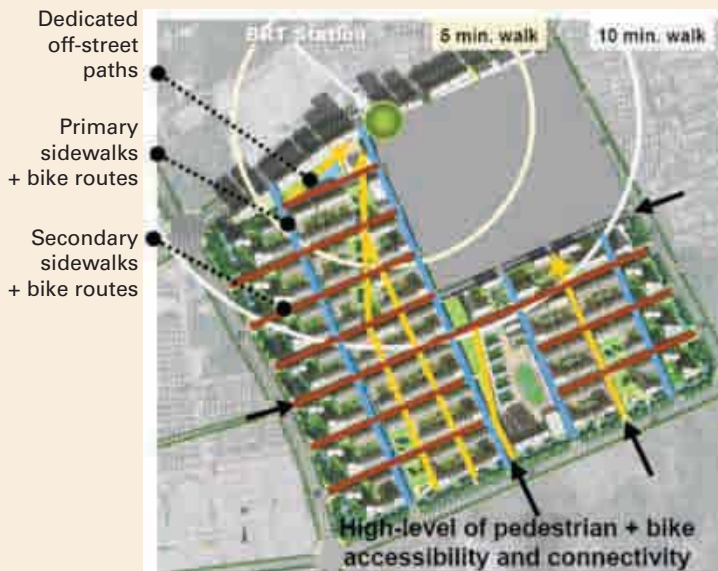 Dedicated
off-street
paths
Primary
sidewalks
+ bike routes
Secondary
sidewalks
+ bike routes
BRT Station
5 min. walk
10 min. walk
High-level of pedestrian + bike
accessibility and connectivity